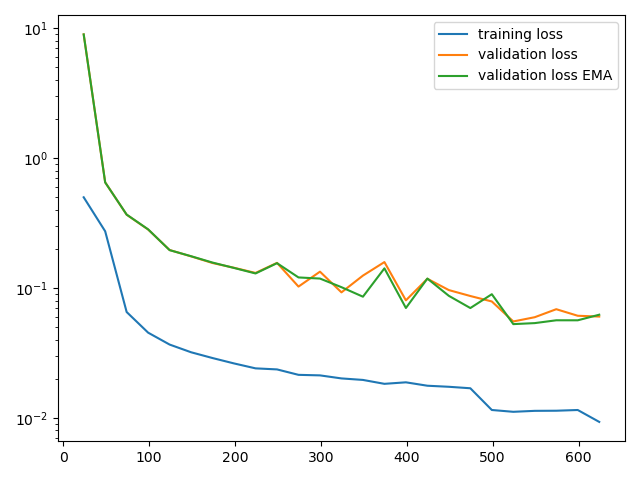 training loss
validation loss
validation loss EMA
10¹
10⁰
10⁻¹
10⁻²
0 100 200 300 400 500 600